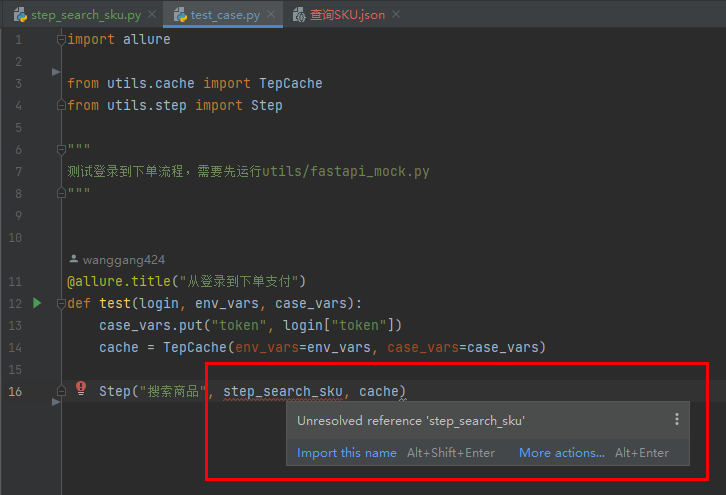 step_search_sku.py
test_case.py
查询SKU.json
1 import allure
2
3 from utils.cache import TepCache
4 from utils.step import Step
5
6 """
7 测试登录到下单流程，需要先运行utils/fastapi_mock.py
8 """
9
10
wanggang424
11 @allure.title("从登录到下单支付")
12 def test(login, env_vars, case_vars):
13 case_vars.put("token", login["token"])
14 cache = TepCache(env_vars=env_vars, case_vars=case_vars)
15
16 Step("搜索商品", step_search_sku, cache)
Unresolved reference 'step_search_sku'
Import this name Alt+Shift+Enter More actions... Alt+Enter